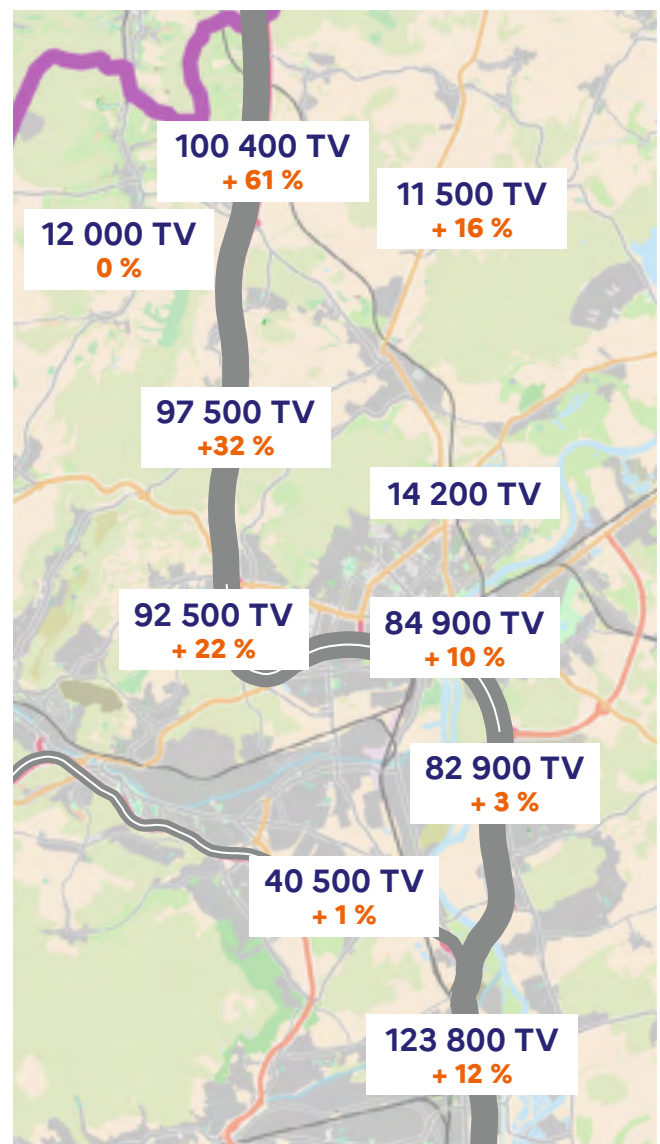 100 400 TV
+ 61 %
11 500 TV
+ 16 %
12 000 TV
0 %
97 500 TV
+32 %
14 200 TV
92 500 TV
+ 22 %
84 900 TV
+ 10 %
82 900 TV
+ 3 %
40 500 TV
+ 1 %
123 800 TV
+ 12 %